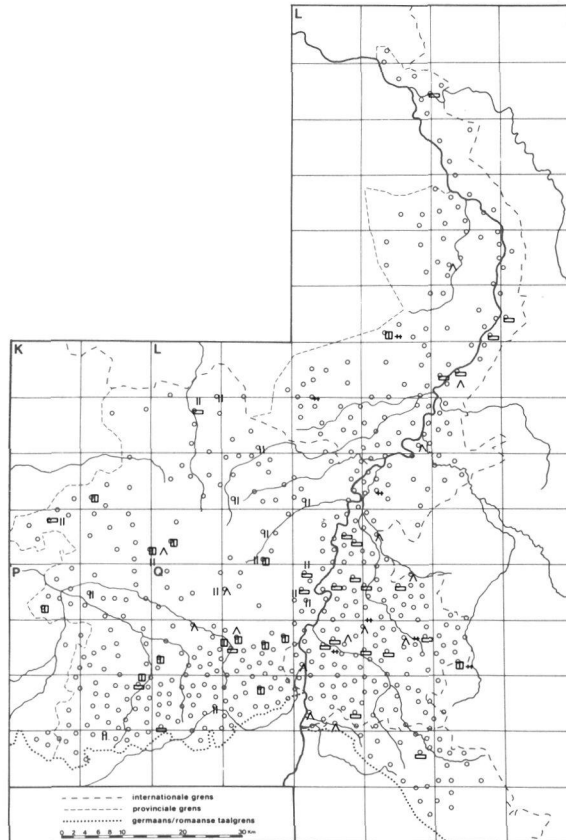 L
K L
P Q
internationale grens
provinciale grens
germaans/romaanse taalgrens
0 2 4 6 8 10 20 30 Km